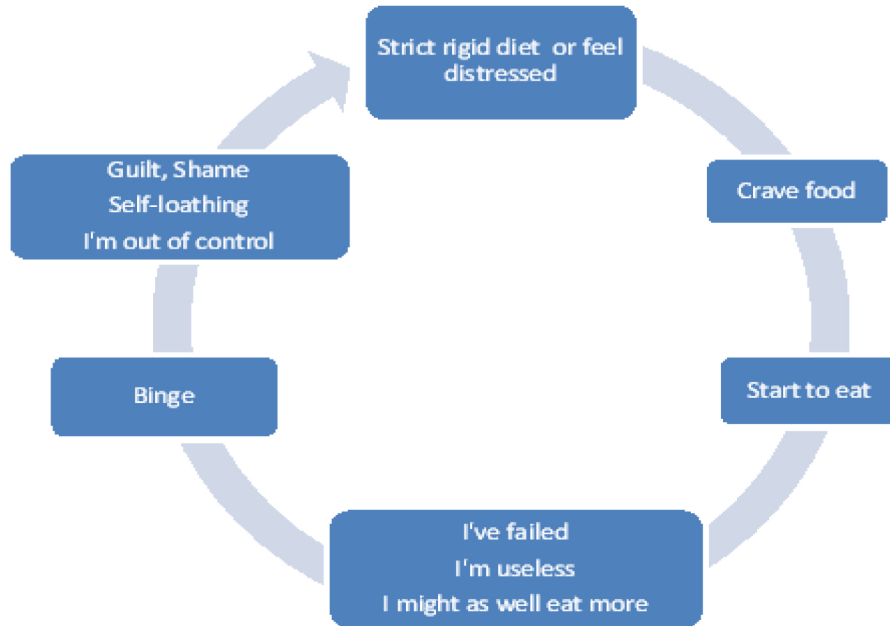 Strict rigid diet or feel
distressed
Crave food
Start to eat
I've failed
I'm useless
I might as well eat more
Binge
Guilt, Shame
Self-loathing
I'm out of control